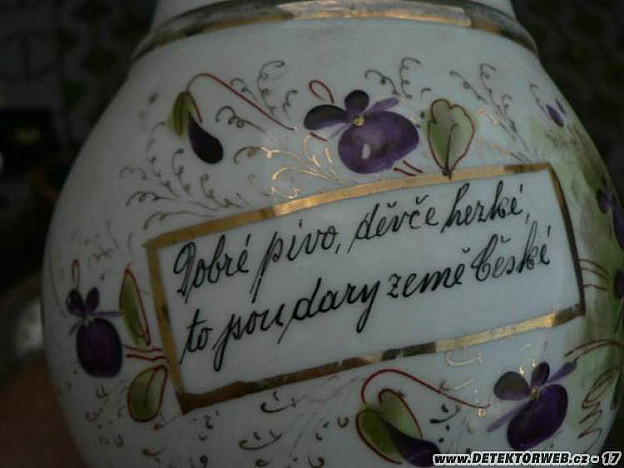 Dobré pivo, děvče hezké,
to jsou dary země České
www.DETEKTORWEB.cz - 17